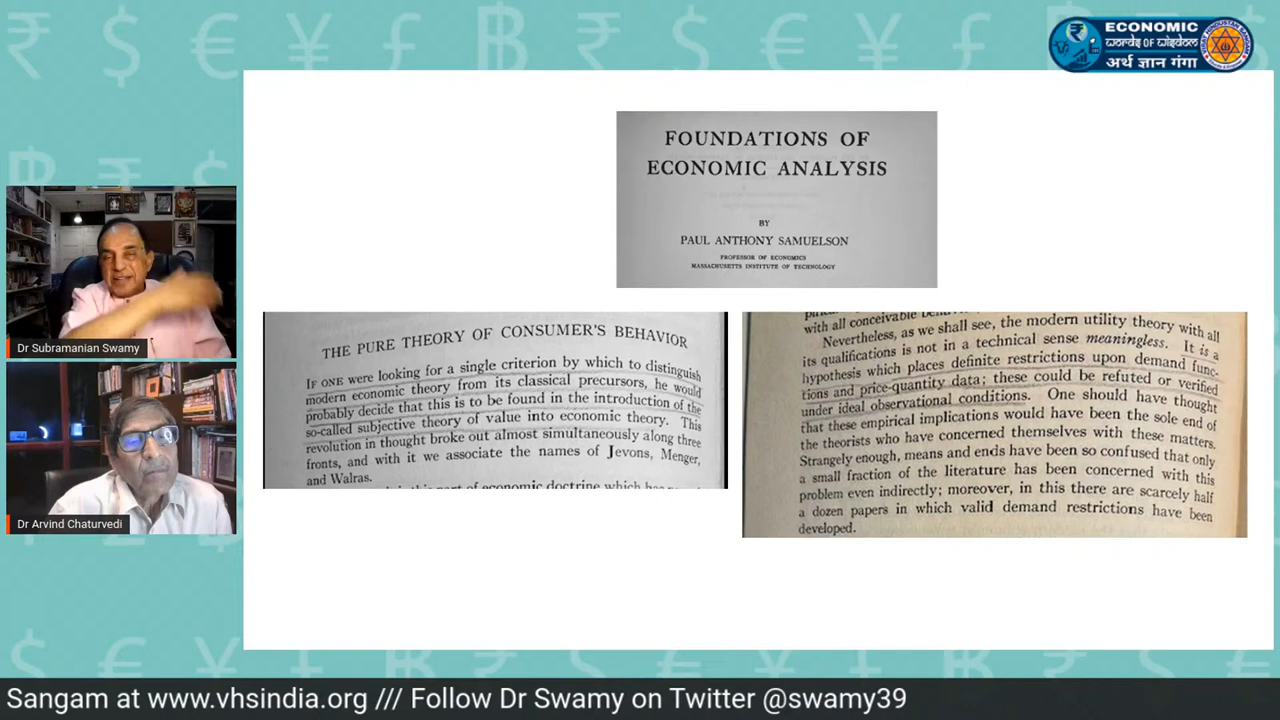 ECONOMIC
WORDS OF WISDOM
अर्थ ज्ञान गंगा
FOUNDATIONS OF
ECONOMIC ANALYSIS
BY
PAUL ANTHONY SAMUELSON
PROFESSOR OF ECONOMICS
MASSACHUSETTS INSTITUTE OF TECHNOLOGY
Dr Subramanian Swamy
Dr Arvind Chaturvedi
THE PURE THEORY OF CONSUMER'S BEHAVIOR
IF ONE were looking for a single criterion by which to distinguish
modern economic theory from its classical precursors, he would
probably decide that this is to be found in the introduction of the
so-called subjective theory of value into economic theory. This
revolution in thought broke out almost simultaneously along three
fronts, and with it we associate the names of Jevons, Menger,
and Walras.
this part of economic doctrine which has
with all conceivable
Nevertheless, as we shall see, the modern utility theory with all
its qualifications is not in a technical sense meaningless. It is a
hypothesis which places definite restrictions upon demand func-
tions and price-quantity data; these could be refuted or verified
under ideal observational conditions. One should have thought
that these empirical implications would have been the sole end of
the theorists who have concerned themselves with these matters.
Strangely enough, means and ends have been so confused that only
a small fraction of the literature has been concerned with this
problem even indirectly; moreover, in this there are scarcely half
a dozen papers in which valid demand restrictions have been
developed.
Sangam at www.vhsindia.org /// Follow Dr Swamy on Twitter @swamy39